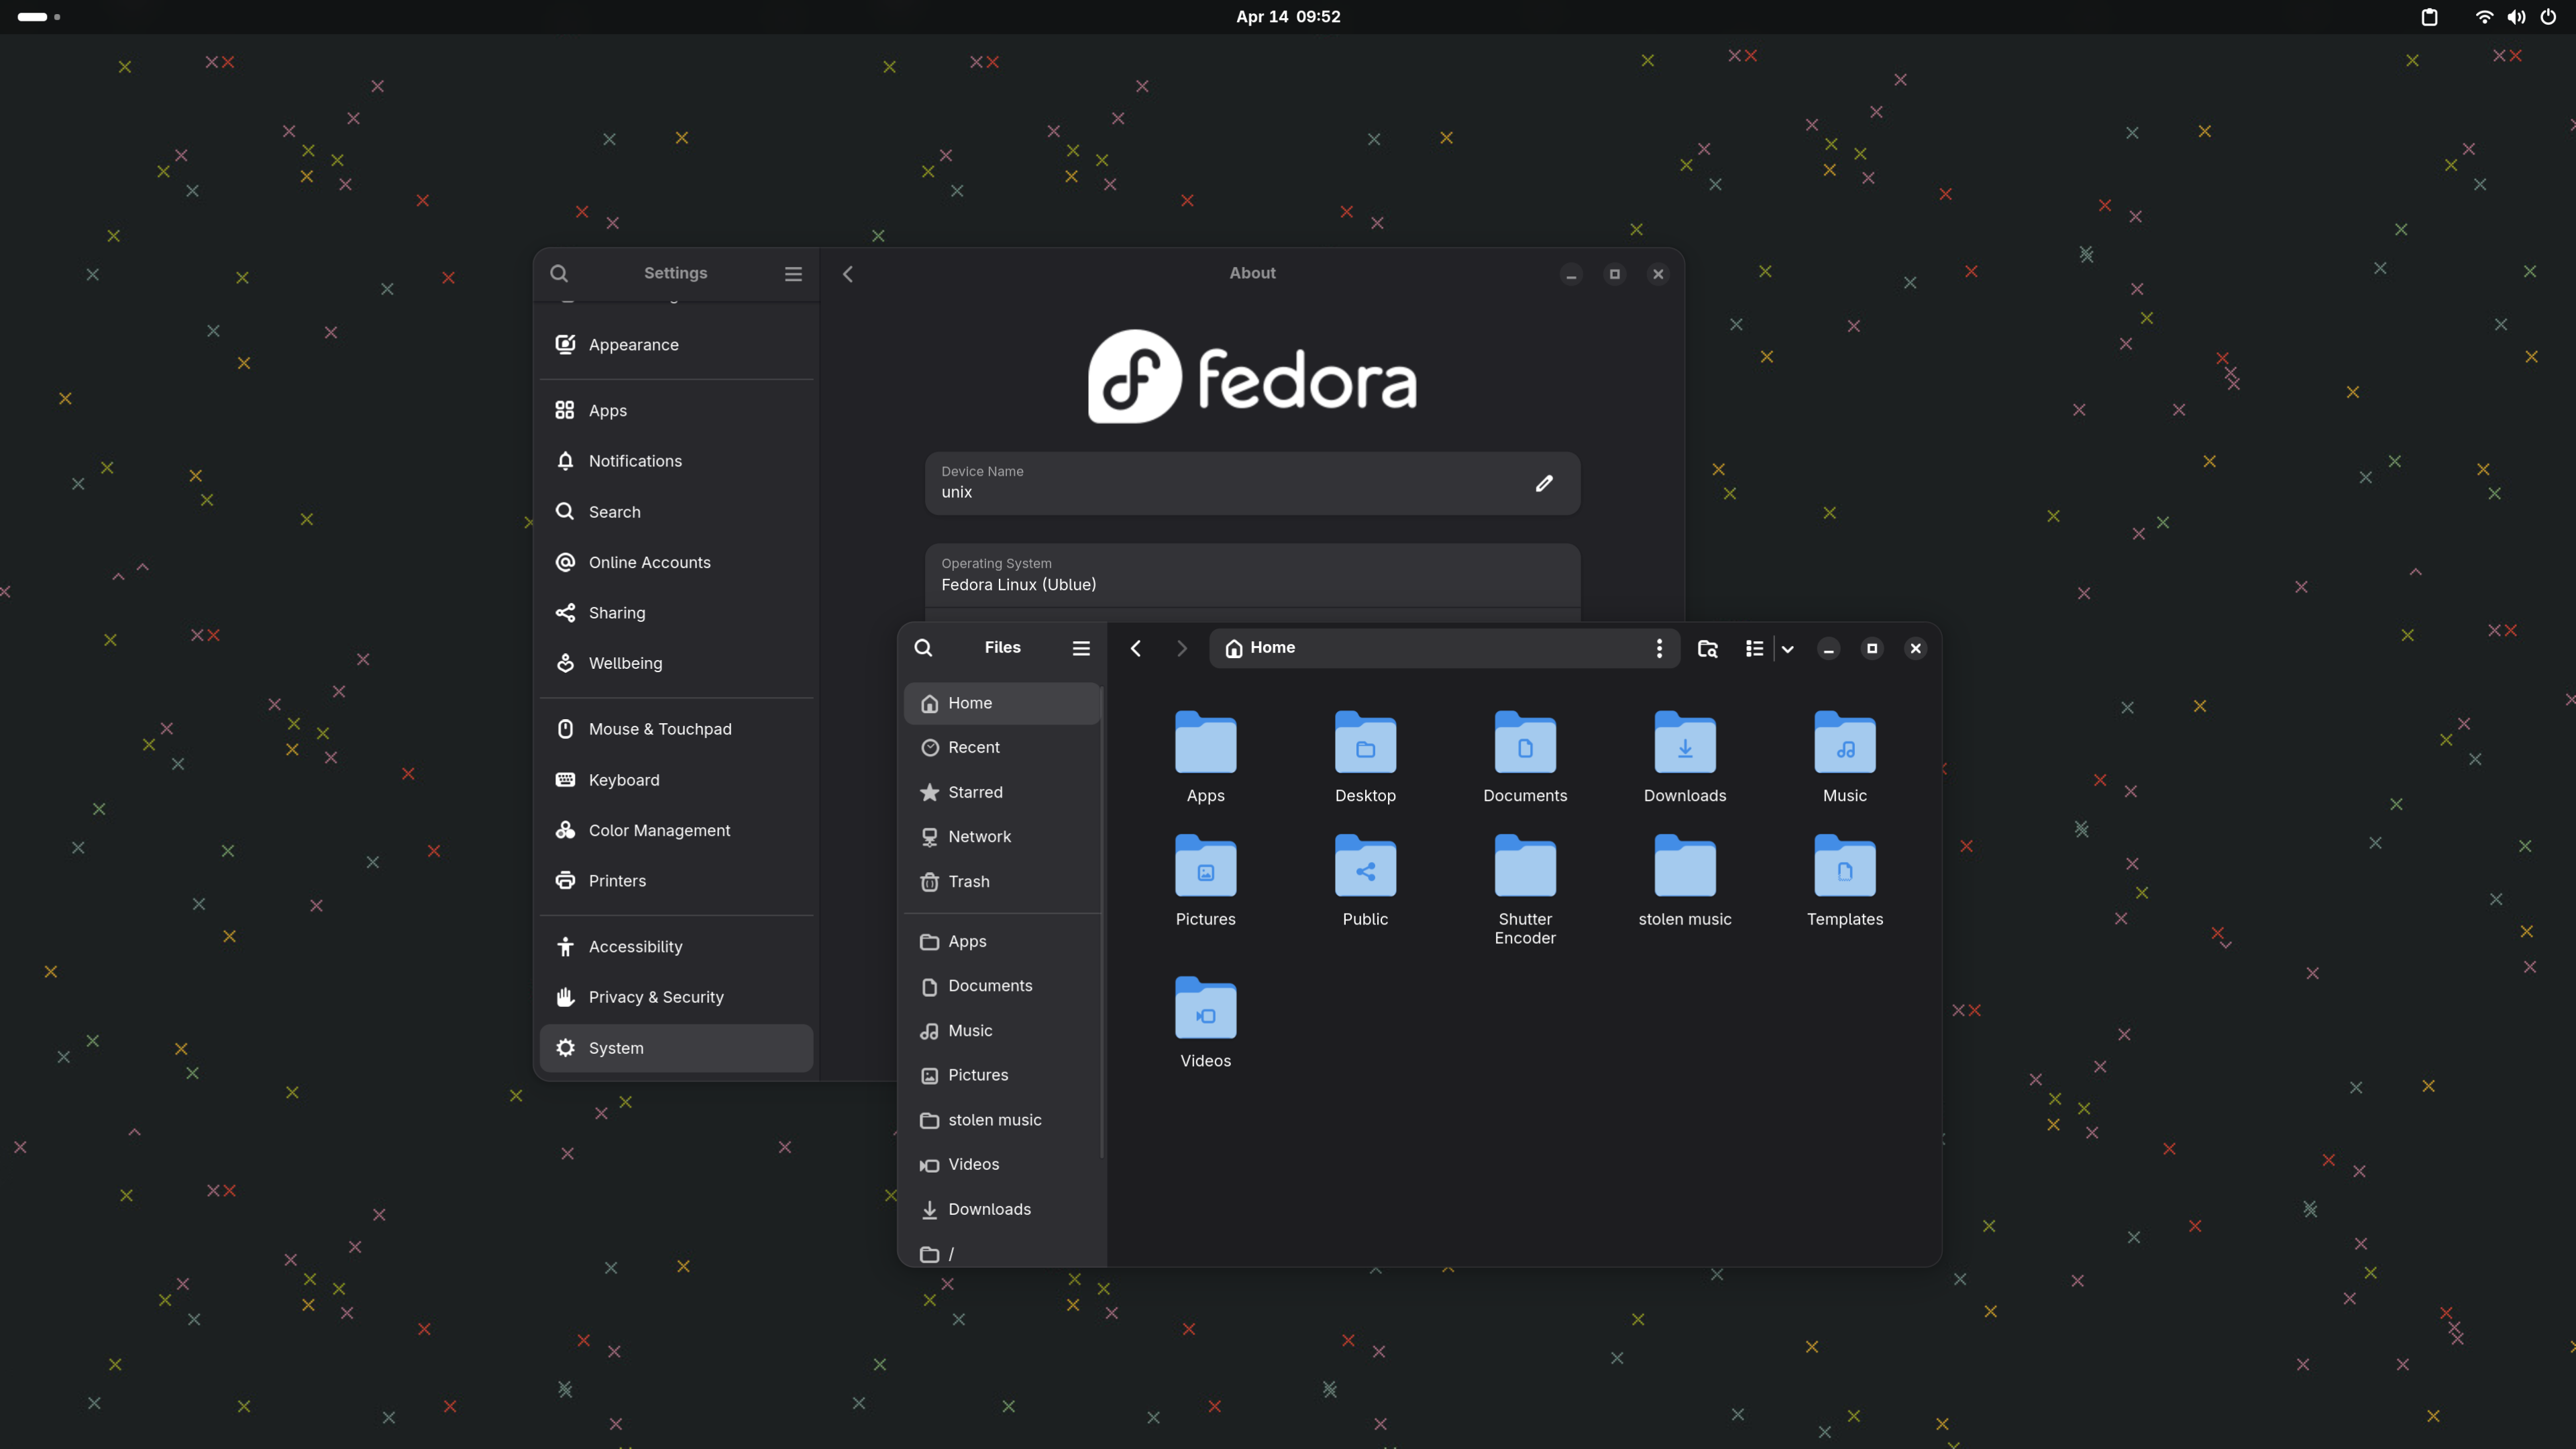 Apr 14 09:52
Settings
Appearance
Apps
Notifications
Search
Online Accounts
Sharing
Wellbeing
Mouse & Touchpad
Keyboard
Color Management
Printers
Accessibility
Privacy & Security
System
About
fedora
Device Name
unix
Operating System
Fedora Linux (Ublue)
Files
Home
Recent
Starred
Network
Trash
Apps
Documents
Music
Pictures
stolen music
Videos
Downloads
/
Home
Apps
Desktop
Documents
Downloads
Music
Pictures
Public
Shutter
Encoder
stolen music
Templates
Videos